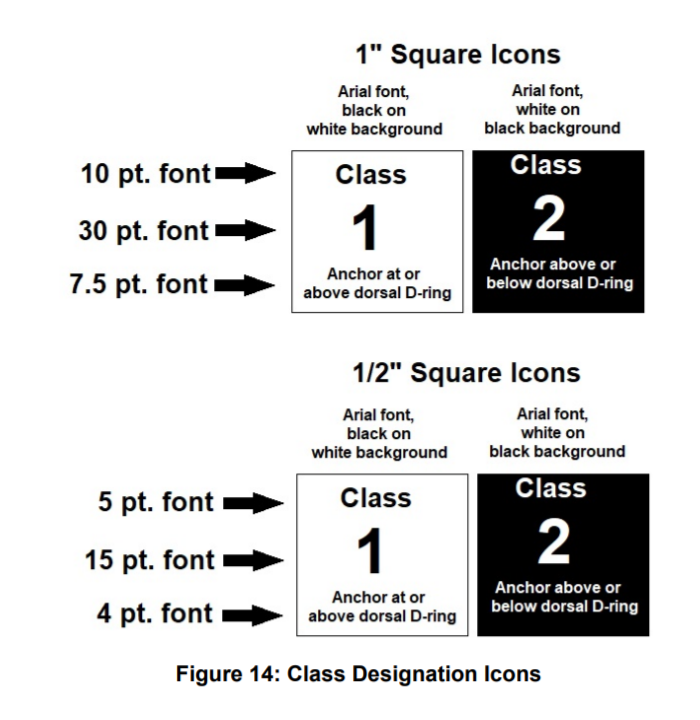 1" Square Icons
Arial font,
black on
white background
Arial font,
white on
black background
10 pt. font
30 pt. font
7.5 pt. font
Class
1
Anchor at or
above dorsal D-ring
Class
2
Anchor above or
below dorsal D-ring
1/2" Square Icons
Arial font,
black on
white background
Arial font,
white on
black background
5 pt. font
15 pt. font
4 pt. font
Class
1
Anchor at or
above dorsal D-ring
Class
2
Anchor above or
below dorsal D-ring
Figure 14: Class Designation Icons